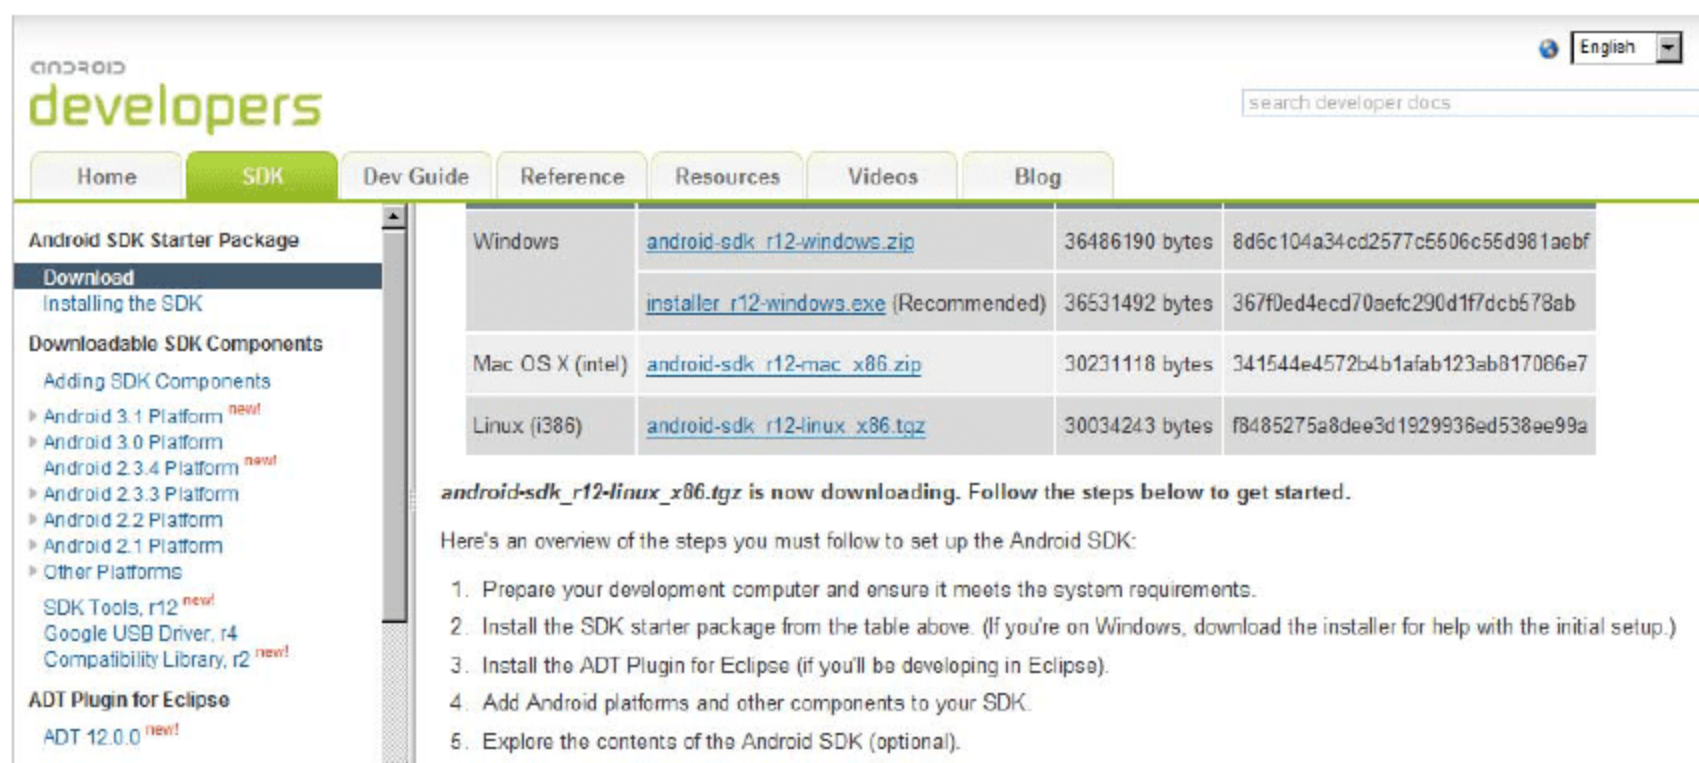 English
ANDROID
developers
search developer docs
Home SDK Dev Guide Reference Resources Videos Blog
Android SDK Starter Package
Download
Installing the SDK
Downloadable SDK Components
Adding SDK Components
Android 3.1 Platform new!
Android 3.0 Platform
Android 2.3.4 Platform new!
Android 2.3.3 Platform
Android 2.2 Platform
Android 2.1 Platform
Other Platforms
SDK Tools, r12 new!
Google USB Driver, r4
Compatibility Library, r2 new!
ADT Plugin for Eclipse
ADT 12.0.0 new!
Windows android-sdk_r12-windows.zip 36486190 bytes 8d6c104a34cd2577c5506c55d981aebf
installer_r12-windows.exe (Recommended) 36531492 bytes 367f0ed4ecd70aefc290d1f7dcb578ab
Mac OS X (intel) android-sdk_r12-mac_x86.zip 30231118 bytes 341544e4572b4b1afab123ab817086e7
Linux (i386) android-sdk_r12-linux_x86.tgz 30034243 bytes f8485275a8dee3d1929936ed538ee99a
android-sdk_r12-linux_x86.tgz is now downloading. Follow the steps below to get started.
Here's an overview of the steps you must follow to set up the Android SDK:
1. Prepare your development computer and ensure it meets the system requirements.
2. Install the SDK starter package from the table above. (If you're on Windows, download the installer for help with the initial setup.)
3. Install the ADT Plugin for Eclipse (if you'll be developing in Eclipse).
4. Add Android platforms and other components to your SDK.
5. Explore the contents of the Android SDK (optional).